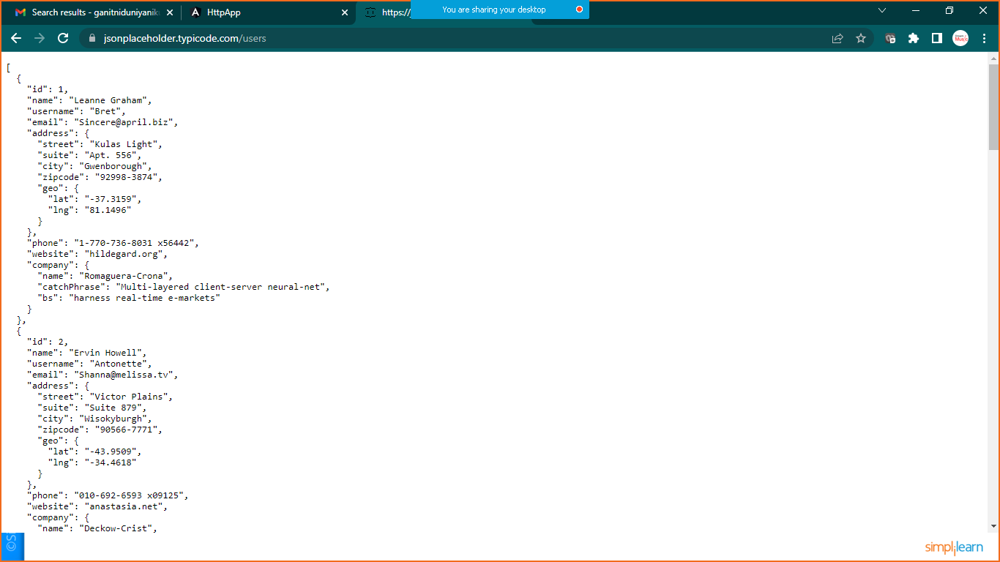 Search results - ganitniduniyanik
HttpApp
https://j
You are sharing your desktop
jsonplaceholder.typicode.com/users
[
  {
    "id": 1,
    "name": "Leanne Graham",
    "username": "Bret",
    "email": "Sincere@april.biz",
    "address": {
      "street": "Kulas Light",
      "suite": "Apt. 556",
      "city": "Gwenborough",
      "zipcode": "92998-3874",
      "geo": {
        "lat": "-37.3159",
        "lng": "81.1496"
      }
    },
    "phone": "1-770-736-8031 x56442",
    "website": "hildegard.org",
    "company": {
      "name": "Romaguera-Crona",
      "catchPhrase": "Multi-layered client-server neural-net",
      "bs": "harness real-time e-markets"
    }
  },
  {
    "id": 2,
    "name": "Ervin Howell",
    "username": "Antonette",
    "email": "Shanna@melissa.tv",
    "address": {
      "street": "Victor Plains",
      "suite": "Suite 879",
      "city": "Wisokyburgh",
      "zipcode": "90566-7771",
      "geo": {
        "lat": "-43.9509",
        "lng": "-34.4618"
      }
    },
    "phone": "010-692-6593 x09125",
    "website": "anastasia.net",
    "company": {
      "name": "Deckow-Crist",
©S
simplilearn